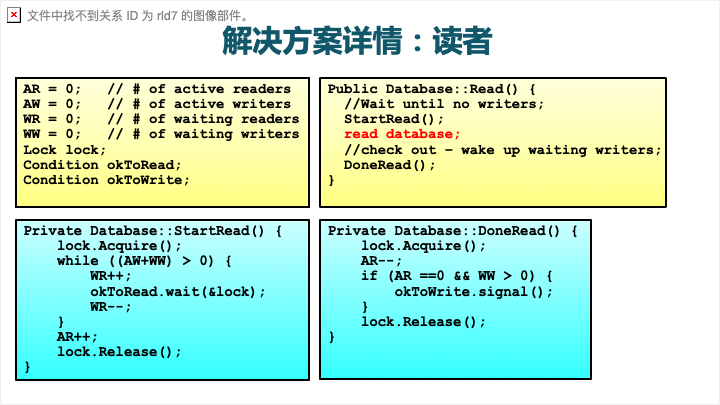 文件中找不到关系 ID 为 rId7 的图像部件。
解决方案详情：读者
AR = 0;   // # of active readers
AW = 0;   // # of active writers
WR = 0;   // # of waiting readers
WW = 0;   // # of waiting writers
Lock lock;
Condition okToRead;
Condition okToWrite;
Public Database::Read() {
  //Wait until no writers;
  StartRead();
  read database;
  //check out – wake up waiting writers;
  DoneRead();
}
Private Database::StartRead() {
    lock.Acquire();
    while ((AW+WW) > 0) {
        WR++;
        okToRead.wait(&lock);
        WR--;
    }
    AR++;
    lock.Release();
}
Private Database::DoneRead() {
    lock.Acquire();
    AR--;
    if (AR ==0 && WW > 0) {
        okToWrite.signal();
    }
    lock.Release();
}